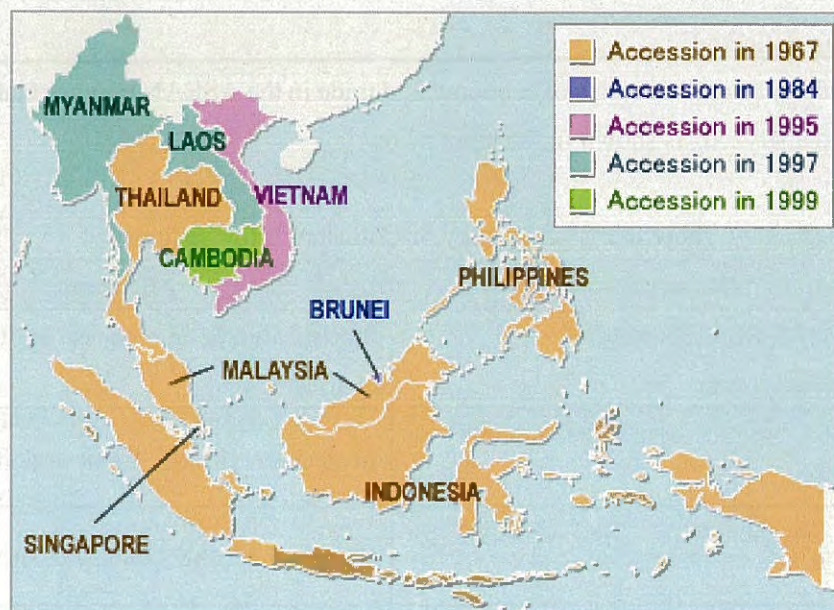 Accession in 1967
Accession in 1984
Accession in 1995
Accession in 1997
Accession in 1999
MYANMAR
LAOS
THAILAND
VIETNAM
CAMBODIA
PHILIPPINES
BRUNEI
MALAYSIA
INDONESIA
SINGAPORE